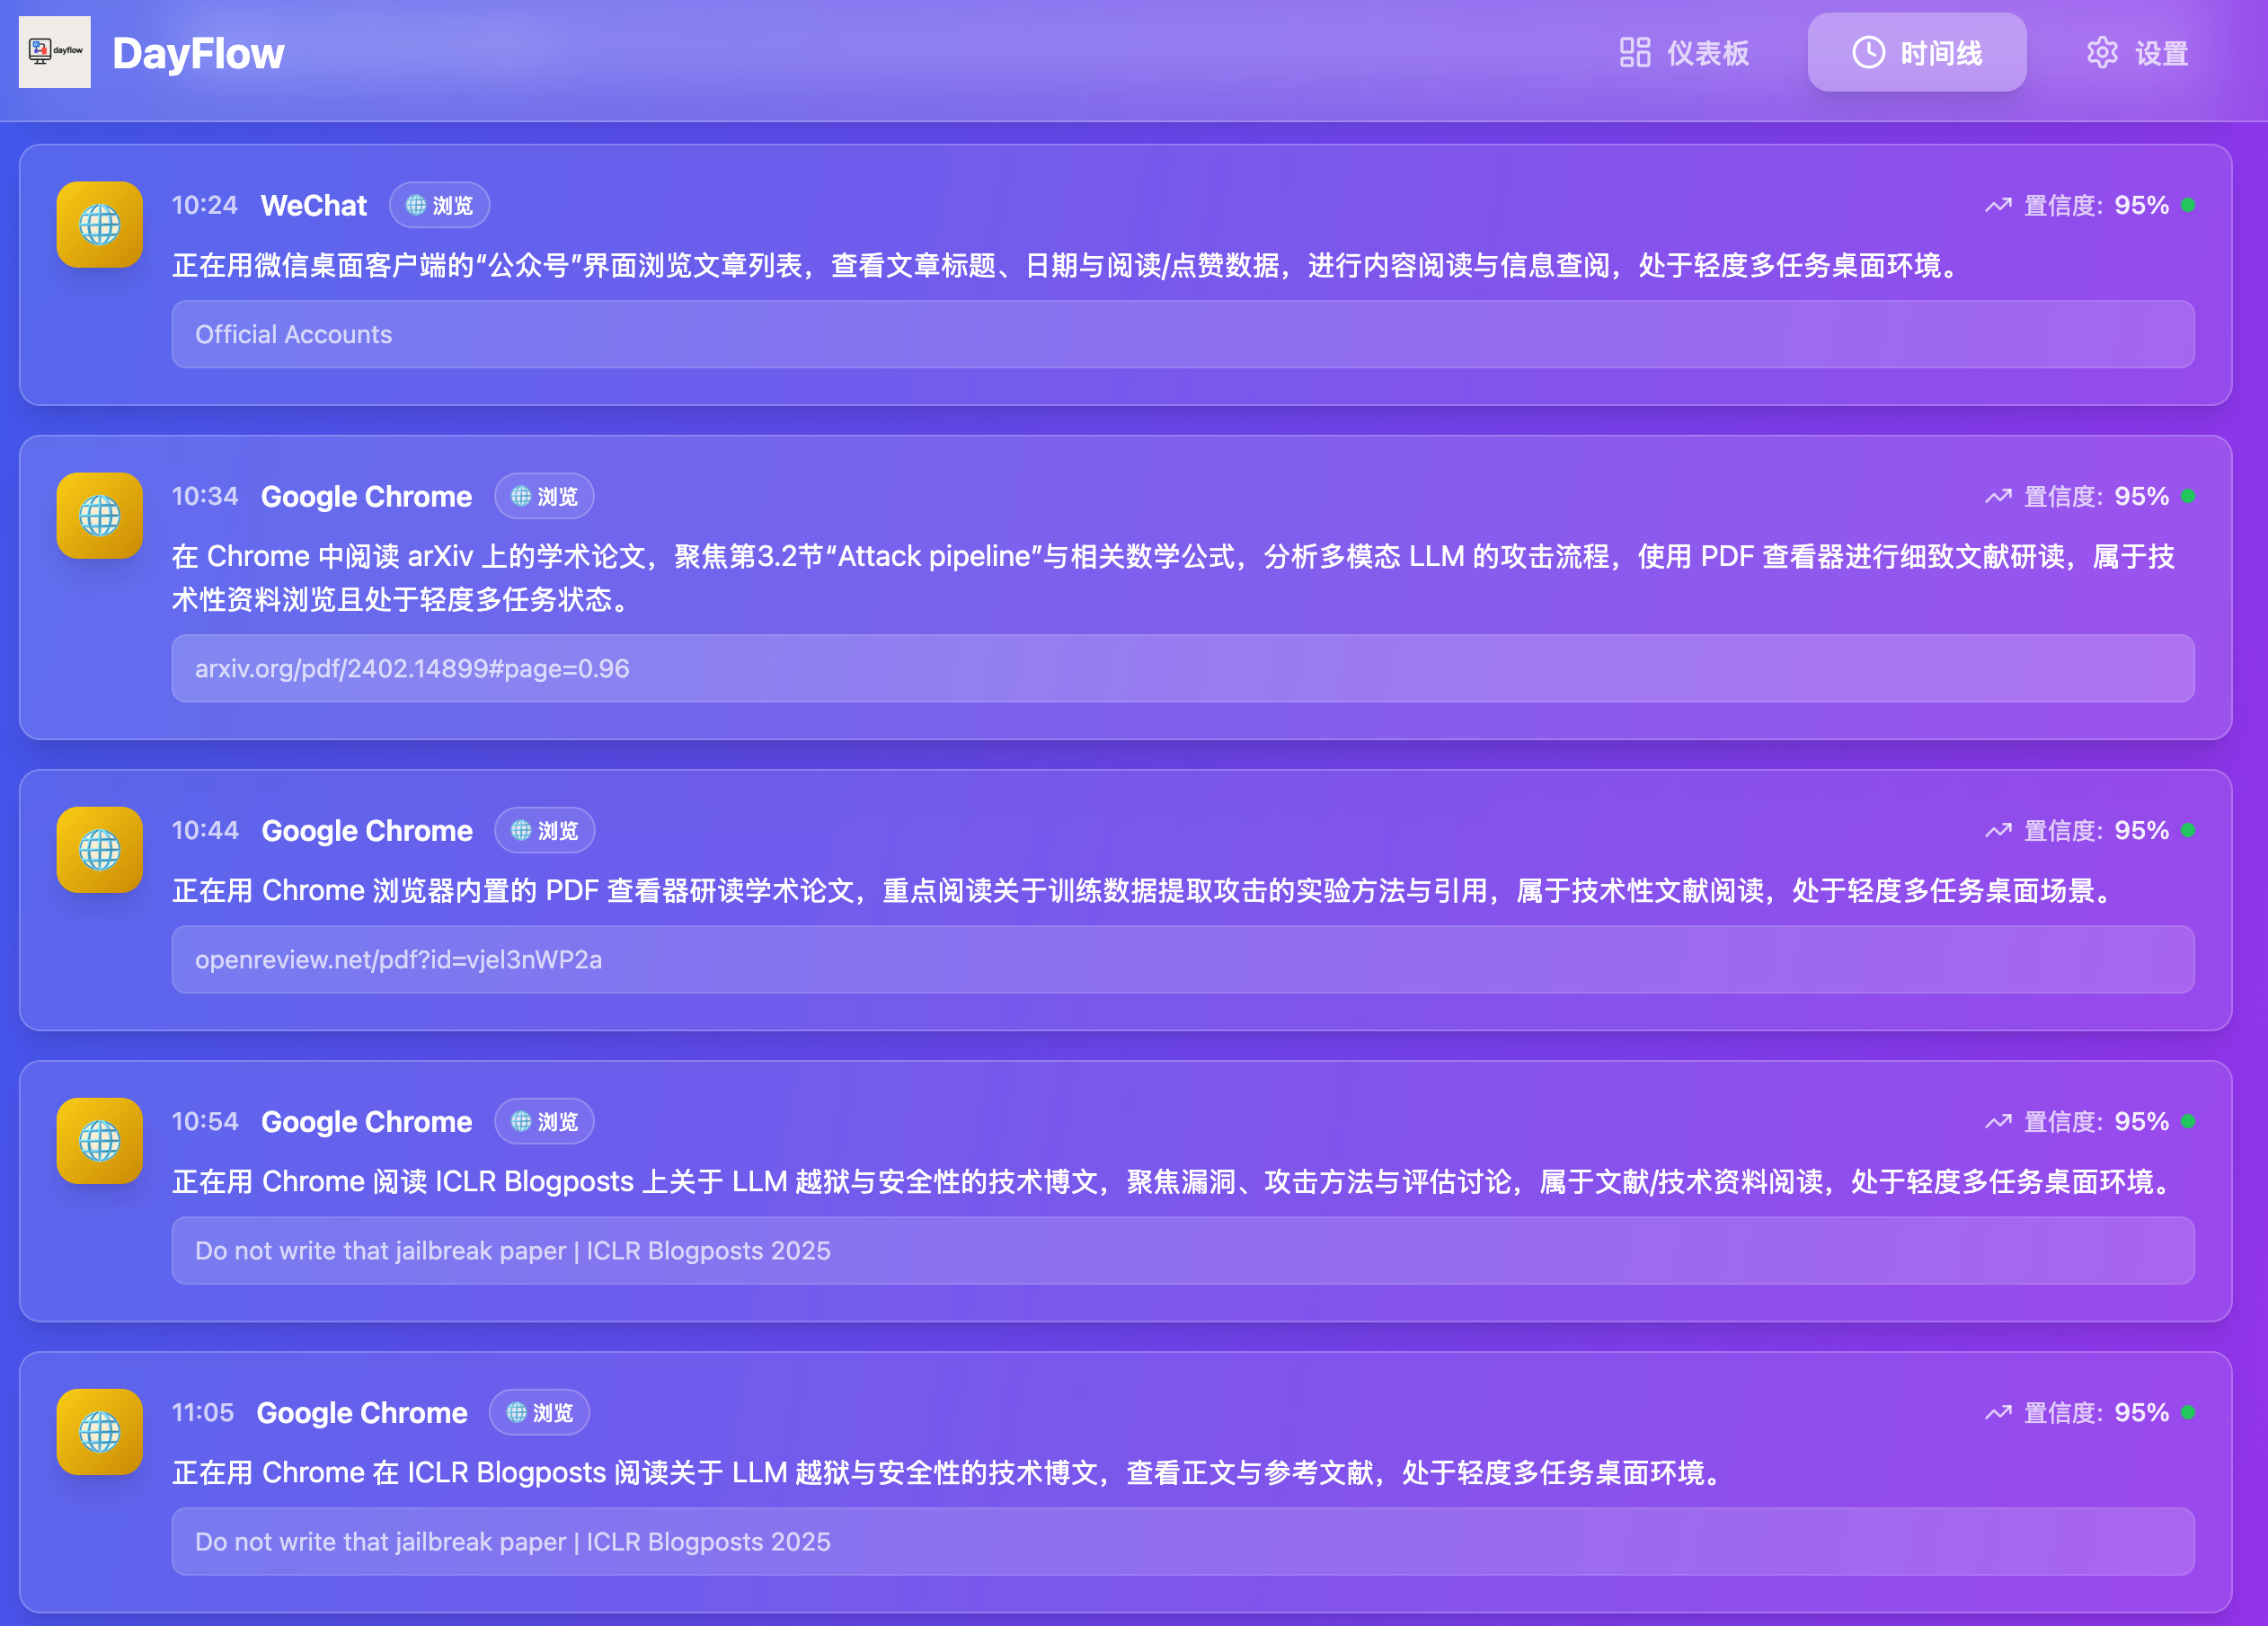 dayflow
DayFlow
仪表板
时间线
设置
10:24 WeChat 浏览 置信度: 95%
正在用微信桌面客户端的“公众号”界面浏览文章列表，查看文章标题、日期与阅读/点赞数据，进行内容阅读与信息查阅，处于轻度多任务桌面环境。
Official Accounts
10:34 Google Chrome 浏览 置信度: 95%
在 Chrome 中阅读 arXiv 上的学术论文，聚焦第3.2节“Attack pipeline”与相关数学公式，分析多模态 LLM 的攻击流程，使用 PDF 查看器进行细致文献研读，属于技
术性资料浏览且处于轻度多任务状态。
arxiv.org/pdf/2402.14899#page=0.96
10:44 Google Chrome 浏览 置信度: 95%
正在用 Chrome 浏览器内置的 PDF 查看器研读学术论文，重点阅读关于训练数据提取攻击的实验方法与引用，属于技术性文献阅读，处于轻度多任务桌面场景。
openreview.net/pdf?id=vjel3nWP2a
10:54 Google Chrome 浏览 置信度: 95%
正在用 Chrome 阅读 ICLR Blogposts 上关于 LLM 越狱与安全性的技术博文，聚焦漏洞、攻击方法与评估讨论，属于文献/技术资料阅读，处于轻度多任务桌面环境。
Do not write that jailbreak paper | ICLR Blogposts 2025
11:05 Google Chrome 浏览 置信度: 95%
正在用 Chrome 在 ICLR Blogposts 阅读关于 LLM 越狱与安全性的技术博文，查看正文与参考文献，处于轻度多任务桌面环境。
Do not write that jailbreak paper | ICLR Blogposts 2025